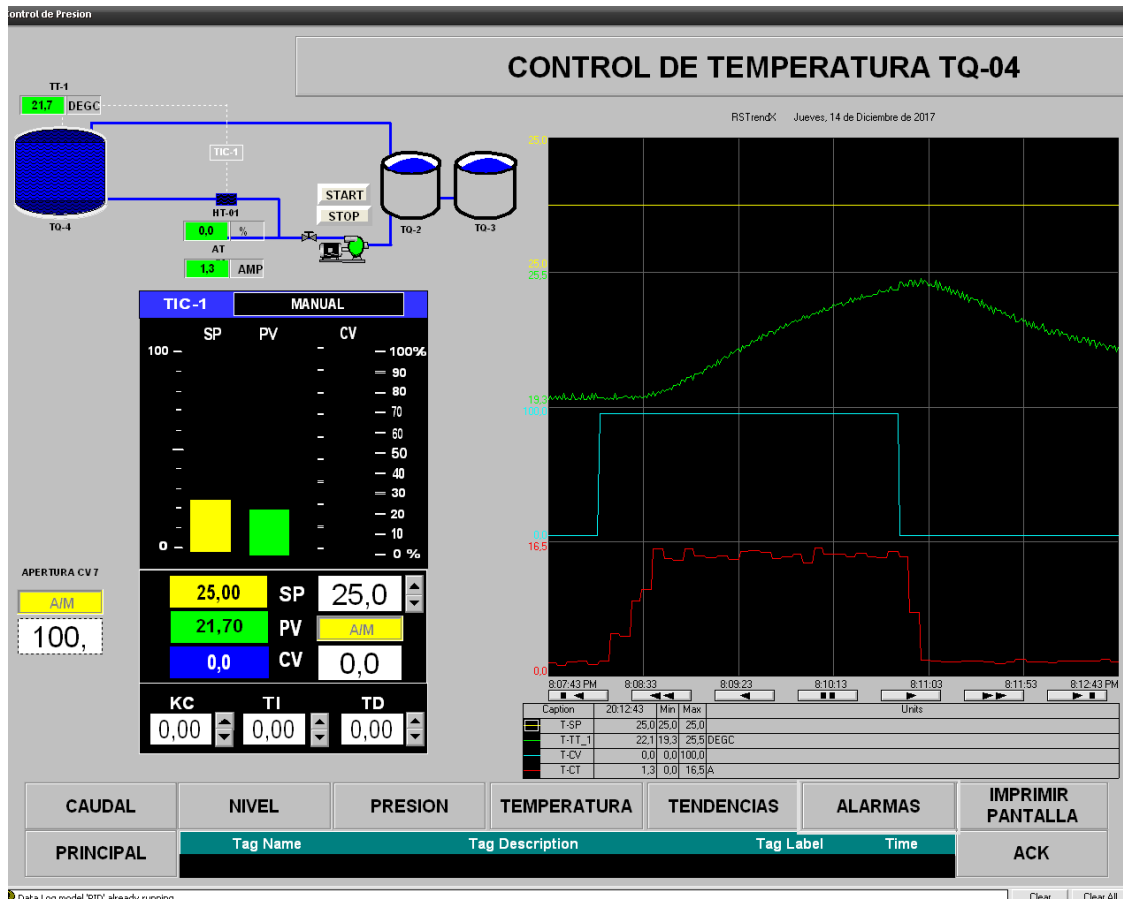 Control de Presion
CONTROL DE TEMPERATURA TQ-04
TT-1
21,7 DEGC
TIC-1
START
STOP
HT-01
0,0 %
AT
1,3 AMP
TQ-4
TQ-2
TQ-3
RSTrendX Jueves, 14 de Diciembre de 2017
25,0
25,0
25,5
19,3
100,0
0,0
16,5
0,0
8:07:43 PM 8:08:33 8:09:23 8:10:13 8:11:03 8:11:53 8:12:43 PM
TIC-1 MANUAL
SP PV CV
100
0
100%
90
80
70
60
50
40
30
20
10
0 %
APERTURA CV 7
A/M
100,
25,00 SP 25,0
21,70 PV A/M
0,0 CV 0,0
KC TI TD
0,00 0,00 0,00
Caption 20:12:43 Min Max Units
T-SP 25,0 25,0 25,0
T-TT_1 22,1 19,3 25,5 DEGC
T-CV 0,0 0,0 100,0
T-CT 1,3 0,0 16,5 A
CAUDAL NIVEL PRESION TEMPERATURA TENDENCIAS ALARMAS IMPRIMIR PANTALLA
PRINCIPAL Tag Name Tag Description Tag Label Time ACK
Data Log model 'PID' already running. Clear Clear All